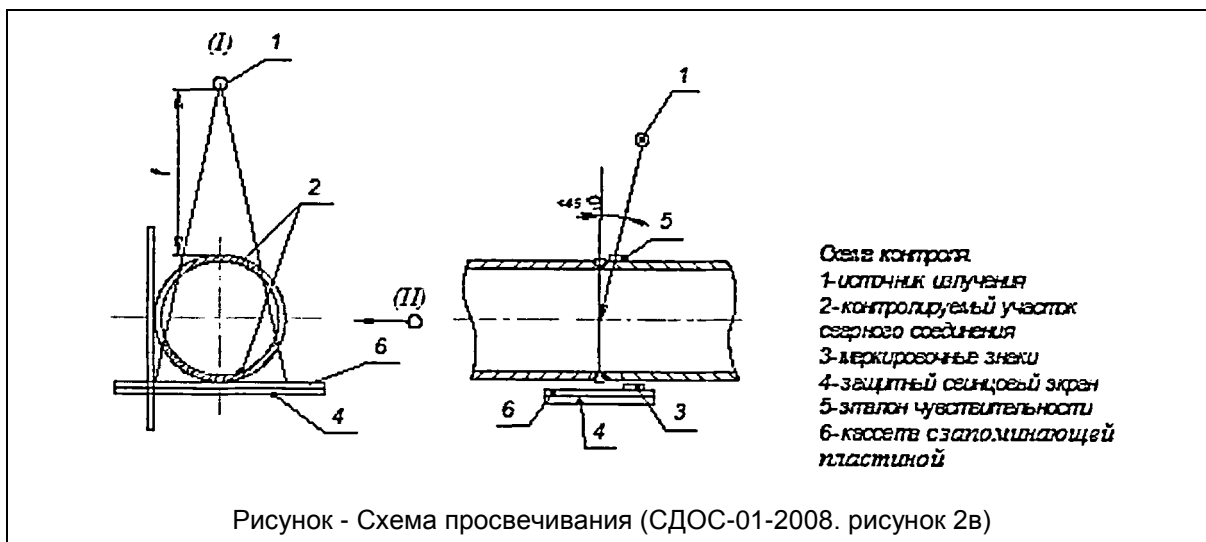 (I) 1
1
f
2
<45°
5
(II)
6
4
6
4
3
Схема контроля
1-источник излучения
2-контролируемый участок
сварного соединения
3-маркировочные знаки
4-защитный свинцовый экран
5-эталон чувствительности
6-кассета с запоминающей
пластиной
Рисунок - Схема просвечивания (СДОС-01-2008. рисунок 2в)